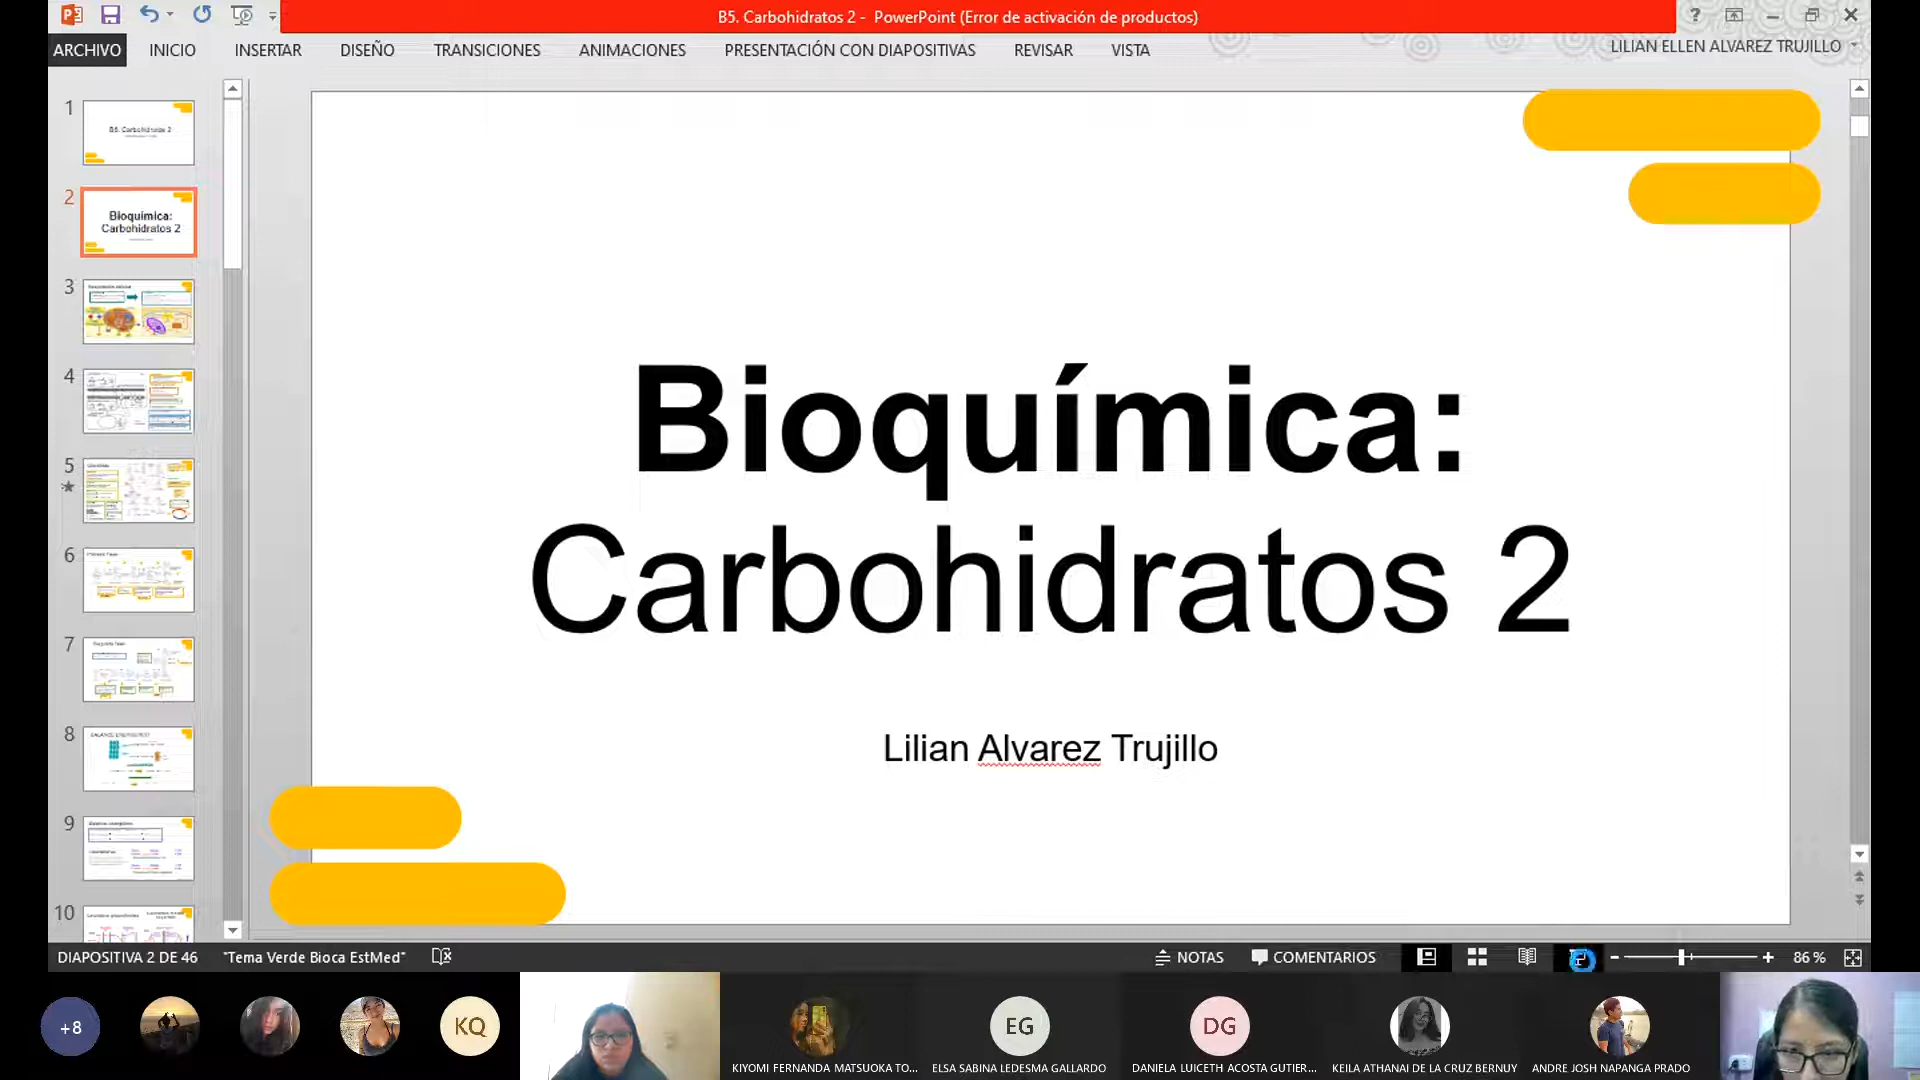 B5. Carbohidratos 2 - PowerPoint (Error de activación de productos)
ARCHIVO INICIO INSERTAR DISEÑO TRANSICIONES ANIMACIONES PRESENTACIÓN CON DIAPOSITIVAS REVISAR VISTA
LILIAN ELLEN ALVAREZ TRUJILLO
1
B5. Carbohidratos 2
2
Bioquímica:
Carbohidratos 2
3
4
5
6
7
8
9
10
Bioquímica:
Carbohidratos 2
Lilian Alvarez Trujillo
DIAPOSITIVA 2 DE 46 "Tema Verde Bioca EstMed" NOTAS COMENTARIOS 86 %
+8
KQ
EG
DG
KIYOMI FERNANDA MATSUOKA TO...
ELSA SABINA LEDESMA GALLARDO
DANIELA LUICETH ACOSTA GUTIER...
KEILA ATHANAI DE LA CRUZ BERNUY
ANDRE JOSH NAPANGA PRADO